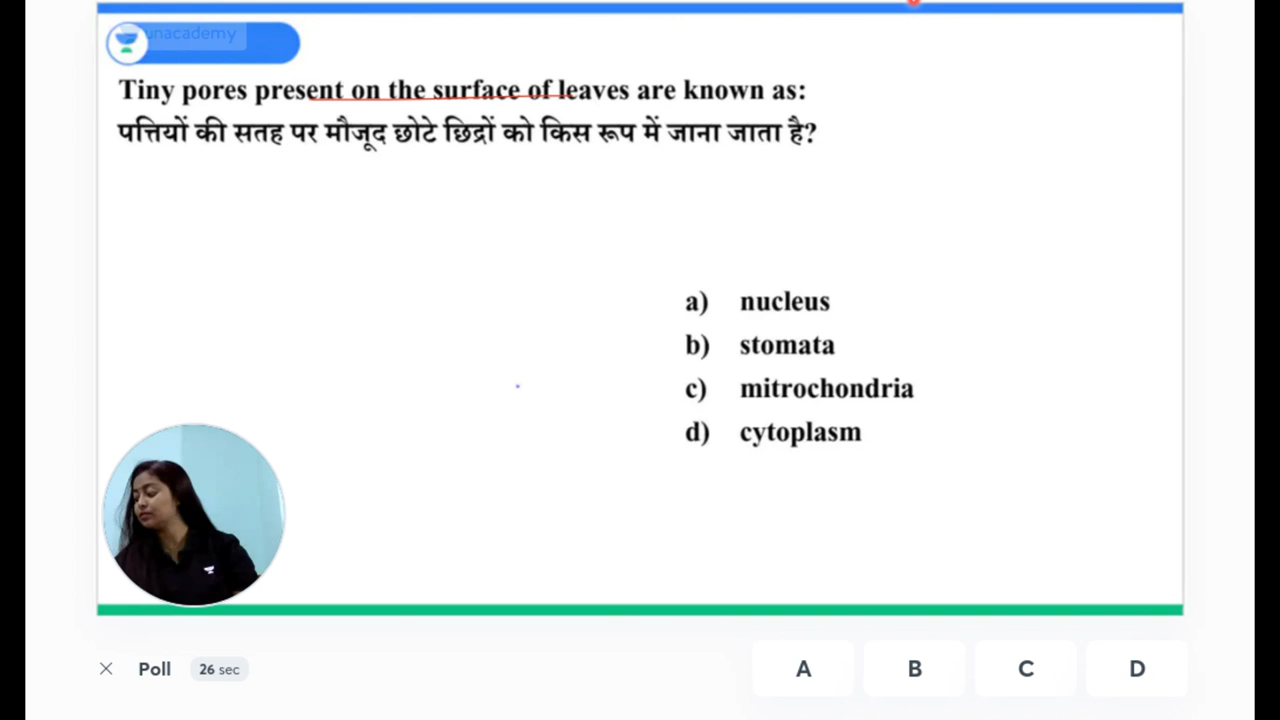 unacademy
Tiny pores present on the surface of leaves are known as:
पत्तियों की सतह पर मौजूद छोटे छिद्रों को किस रूप में जाना जाता है?
a) nucleus
b) stomata
c) mitrochondria
d) cytoplasm
Poll 26 sec A B C D